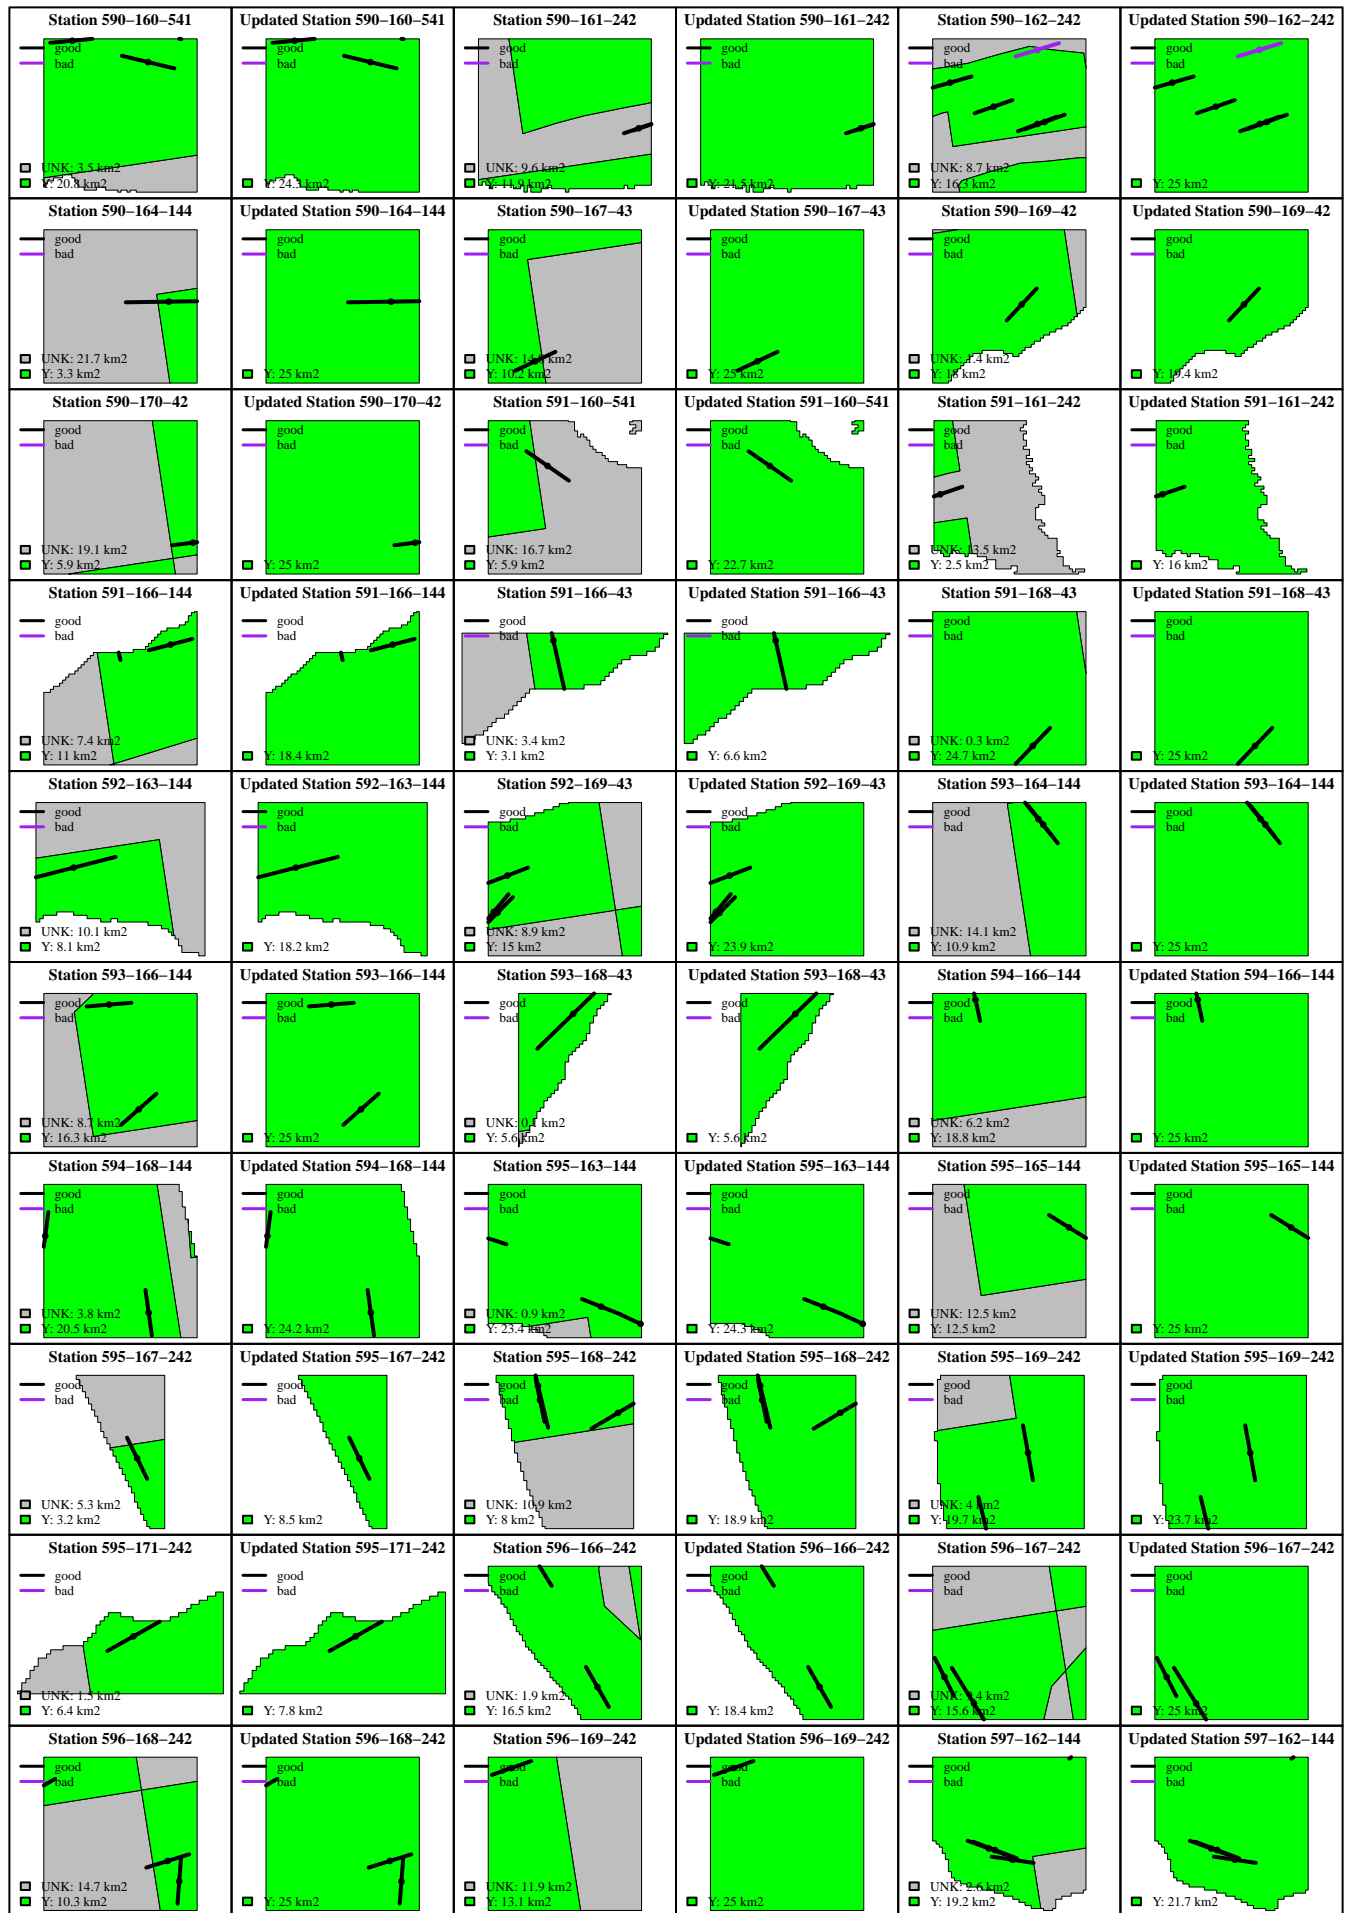 Station 590−160−541
good
bad
UNK: 3.5 km2
Y: 20.8 km2
Updated Station 590−160−541
good
bad
Y: 24.3 km2
Station 590−161−242
good
bad
UNK: 9.6 km2
Y: 11.9 km2
Updated Station 590−161−242
good
bad
Y: 21.5 km2
Station 590−162−242
good
bad
UNK: 8.7 km2
Y: 16.3 km2
Updated Station 590−162−242
good
bad
Y: 25 km2
Station 590−164−144
good
bad
UNK: 21.7 km2
Y: 3.3 km2
Updated Station 590−164−144
good
bad
Y: 25 km2
Station 590−167−43
good
bad
UNK: km2
Y: 10.2 km2
Updated Station 590−167−43
good
bad
Y: 25 km2
Station 590−169−42
good
bad
UNK: 1.4 km2
Y: 18 km2
Updated Station 590−169−42
good
bad
Y: 19.4 km2
Station 590−170−42
good
bad
UNK: 19.1 km2
Y: 5.9 km2
Updated Station 590−170−42
good
bad
Y: 25 km2
Station 591−160−541
good
bad
UNK: 16.7 km2
Y: 5.9 km2
Updated Station 591−160−541
good
bad
Y: 22.7 km2
Station 591−161−242
good
bad
UNK: 13.5 km2
Y: 2.5 km2
Updated Station 591−161−242
good
bad
Y: 16 km2
Station 591−166−144
good
bad
UNK: 7.4 km2
Y: 11 km2
Updated Station 591−166−144
good
bad
Y: 18.4 km2
Station 591−166−43
good
bad
UNK: 3.4 km2
Y: 3.1 km2
Updated Station 591−166−43
good
bad
Y: 6.6 km2
Station 591−168−43
good
bad
UNK: 0.3 km2
Y: 24.7 km2
Updated Station 591−168−43
good
bad
Y: 25 km2
Station 592−163−144
good
bad
UNK: 10.1 km2
Y: 8.1 km2
Updated Station 592−163−144
good
bad
Y: 18.2 km2
Station 592−169−43
good
bad
UNK: 8.9 km2
Y: 15 km2
Updated Station 592−169−43
good
bad
Y: 23.9 km2
Station 593−164−144
good
bad
UNK: 14.1 km2
Y: 10.9 km2
Updated Station 593−164−144
good
bad
Y: 25 km2
Station 593−166−144
good
bad
UNK: 8.7 km2
Y: 16.3 km2
Updated Station 593−166−144
good
bad
Y: 25 km2
Station 593−168−43
good
bad
UNK: 0.1 km2
Y: 5.6 km2
Updated Station 593−168−43
good
bad
Y: 5.6 km2
Station 594−166−144
good
bad
UNK: 6.2 km2
Y: 18.8 km2
Updated Station 594−166−144
good
bad
Y: 25 km2
Station 594−168−144
good
bad
UNK: 3.8 km2
Y: 20.5 km2
Updated Station 594−168−144
good
bad
Y: 24.2 km2
Station 595−163−144
good
bad
UNK: 0.9 km2
Y: 23.4 km2
Updated Station 595−163−144
good
bad
Y: 24.3 km2
Station 595−165−144
good
bad
UNK: 12.5 km2
Y: 12.5 km2
Updated Station 595−165−144
good
bad
Y: 25 km2
Station 595−167−242
good
bad
UNK: 5.3 km2
Y: 3.2 km2
Updated Station 595−167−242
good
bad
Y: 8.5 km2
Station 595−168−242
good
bad
UNK: 10.9 km2
Y: 8 km2
Updated Station 595−168−242
good
bad
Y: 18.9 km2
Station 595−169−242
good
bad
UNK: 4 km2
Y: 19.7 km2
Updated Station 595−169−242
good
bad
Y: 23.7 km2
Station 595−171−242
good
bad
UNK: 1.5 km2
Y: 6.4 km2
Updated Station 595−171−242
good
bad
Y: 7.8 km2
Station 596−166−242
good
bad
UNK: 1.9 km2
Y: 16.5 km2
Updated Station 596−166−242
good
bad
Y: 18.4 km2
Station 596−167−242
good
bad
UNK: 9.4 km2
Y: 15.6 km2
Updated Station 596−167−242
good
bad
Y: 25 km2
Station 596−168−242
good
bad
UNK: 14.7 km2
Y: 10.3 km2
Updated Station 596−168−242
good
bad
Y: 25 km2
Station 596−169−242
good
bad
UNK: 11.9 km2
Y: 13.1 km2
Updated Station 596−169−242
good
bad
Y: 25 km2
Station 597−162−144
good
bad
UNK: 2.6 km2
Y: 19.2 km2
Updated Station 597−162−144
good
bad
Y: 21.7 km2